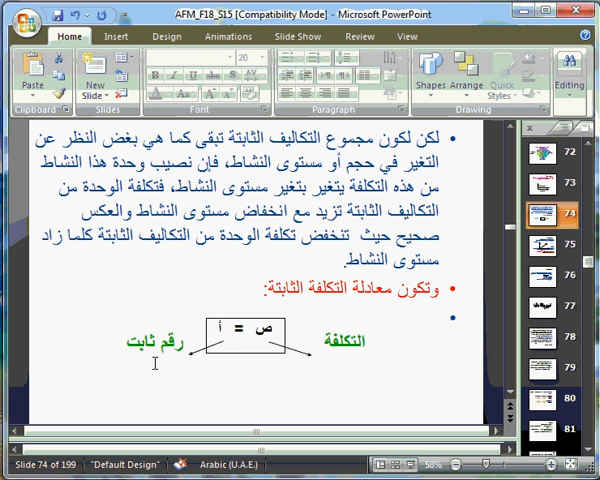 AFM_F18_S15 [Compatibility Mode] - Microsoft PowerPoint
Home Insert Design Animations Slide Show Review View
Paste
Clipboard
New
Slide
Slides
20
B I U abe S AV
Aa A
Font
Paragraph
Shapes Arrange Quick
Styles
Drawing
Editing
لكن لكون مجموع التكاليف الثابتة تبقى كما هي بغض النظر عن
التغير في حجم أو مستوى النشاط، فإن نصيب وحدة هذا النشاط
من هذه التكلفة يتغير بتغير مستوى النشاط، فتكلفة الوحدة من
التكاليف الثابتة تزيد مع انخفاض مستوى النشاط والعكس
صحيح حيث تنخفض تكلفة الوحدة من التكاليف الثابتة كلما زاد
مستوى النشاط.
وتكون معادلة التكلفة الثابتة:
ص = أ
التكلفة
رقم ثابت
72
73
74
75
76
77
78
79
80
81
Slide 74 of 199 "Default Design" Arabic (U.A.E.) 58%